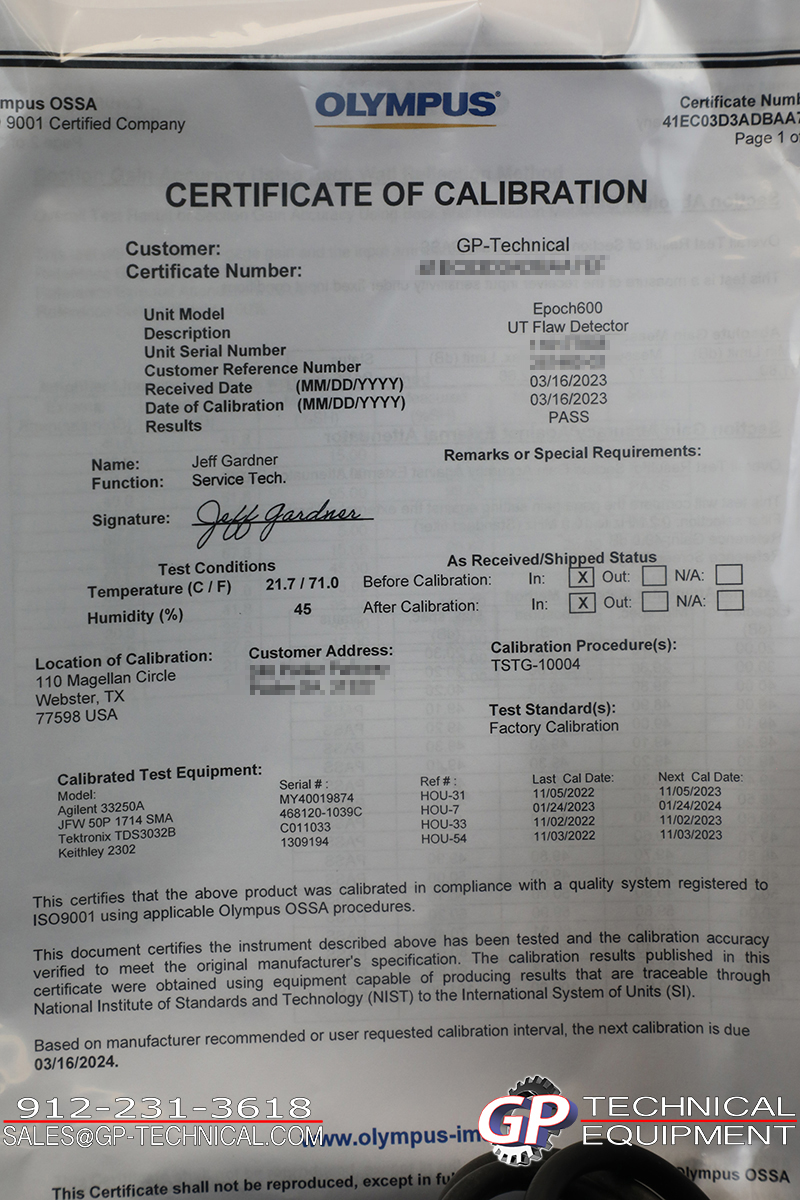 mpus OSSA
9001 Certified Company
OLYMPUS®
Certificate Numb
41EC03D3ADBAA7
Page 1 of
CERTIFICATE OF CALIBRATION
Customer: GP-Technical
Certificate Number:
Unit Model Epoch600
Description UT Flaw Detector
Unit Serial Number
Customer Reference Number
Received Date (MM/DD/YYYY) 03/16/2023
Date of Calibration (MM/DD/YYYY) 03/16/2023
Results PASS
Name: Jeff Gardner
Function: Service Tech.
Remarks or Special Requirements:
Signature: Jeff Gardner
Test Conditions
Temperature (C / F) 21.7 / 71.0
Humidity (%) 45
As Received/Shipped Status
Before Calibration: In: X Out: N/A:
After Calibration: In: X Out: N/A:
Location of Calibration:
110 Magellan Circle
Webster, TX
77598 USA
Customer Address:
Calibration Procedure(s):
TSTG-10004
Test Standard(s):
Factory Calibration
Calibrated Test Equipment:
Model: Serial # : Ref # : Last Cal Date: Next Cal Date:
Agilent 33250A MY40019874 HOU-31 11/05/2022 11/05/2023
JFW 50P 1714 SMA 468120-1039C HOU-7 01/24/2023 01/24/2024
Tektronix TDS3032B C011033 HOU-33 11/02/2022 11/02/2023
Keithley 2302 1309194 HOU-54 11/03/2022 11/03/2023
This certifies that the above product was calibrated in compliance with a quality system registered to
ISO9001 using applicable Olympus OSSA procedures.
This document certifies the instrument described above has been tested and the calibration accuracy
verified to meet the original manufacturer's specification. The calibration results published in this
certificate were obtained using equipment capable of producing results that are traceable through
National Institute of Standards and Technology (NIST) to the International System of Units (SI).
Based on manufacturer recommended or user requested calibration interval, the next calibration is due
03/16/2024.
912-231-3618
SALES@GP-TECHNICAL.COM
www.olympus-im
GP TECHNICAL
EQUIPMENT
This Certificate shall not be reproduced, except in ful
lympus OSSA